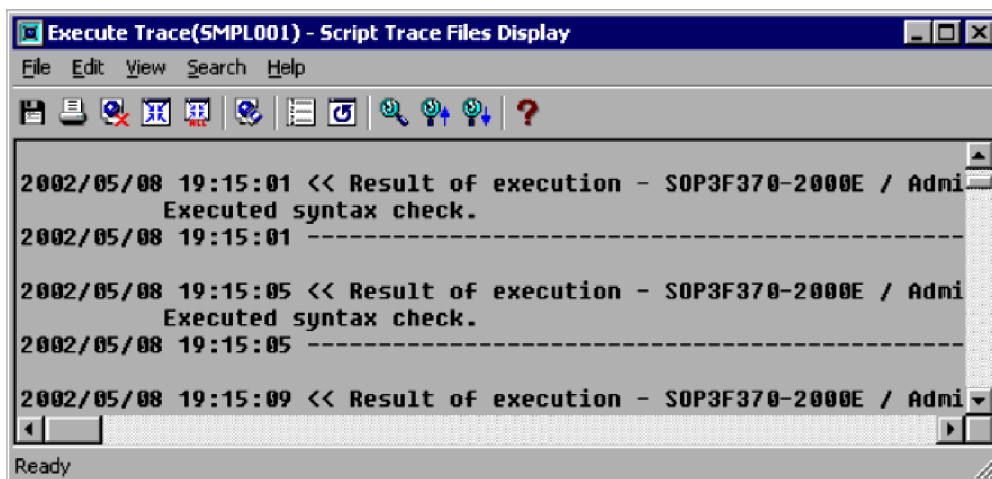 Execute Trace(SMPL001) - Script Trace Files Display
File Edit View Search Help
ALL
2002/05/08 19:15:01 << Result of execution - SOP3F370-2000E / Admi
Executed syntax check.
2002/05/08 19:15:01 --------------------------------------------------
2002/05/08 19:15:05 << Result of execution - SOP3F370-2000E / Admi
Executed syntax check.
2002/05/08 19:15:05 --------------------------------------------------
2002/05/08 19:15:09 << Result of execution - SOP3F370-2000E / Admi
Ready